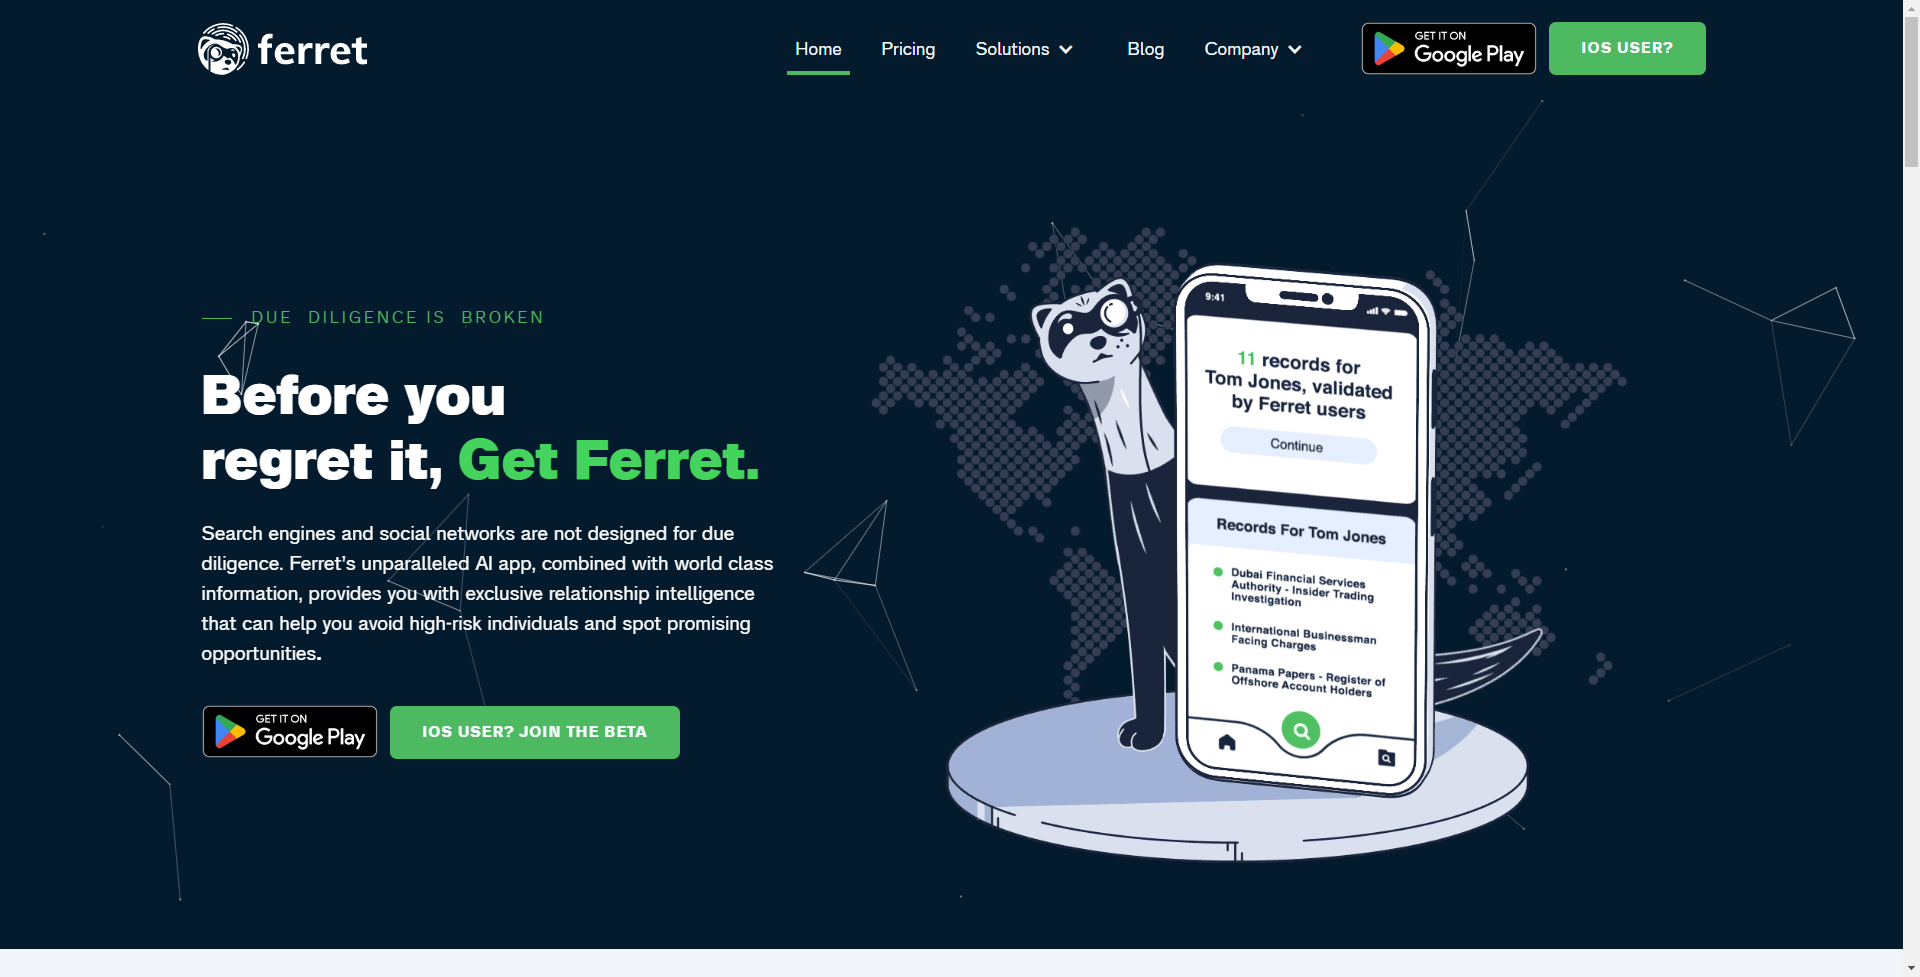 ferret
Home
Pricing
Solutions
Blog
Company
GET IT ON
Google Play
IOS USER?
DUE DILIGENCE IS BROKEN
Before you
regret it, Get Ferret.
Search engines and social networks are not designed for due
diligence. Ferret's unparalleled AI app, combined with world class
information, provides you with exclusive relationship intelligence
that can help you avoid high-risk individuals and spot promising
opportunities.
GET IT ON
Google Play
IOS USER? JOIN THE BETA
9:41
11 records for
Tom Jones, validated
by Ferret users
Continue
Records For Tom Jones
Dubai Financial Services
Authority - Insider Trading
Investigation
International Businessman
Facing Charges
Panama Papers - Register of
Offshore Account Holders